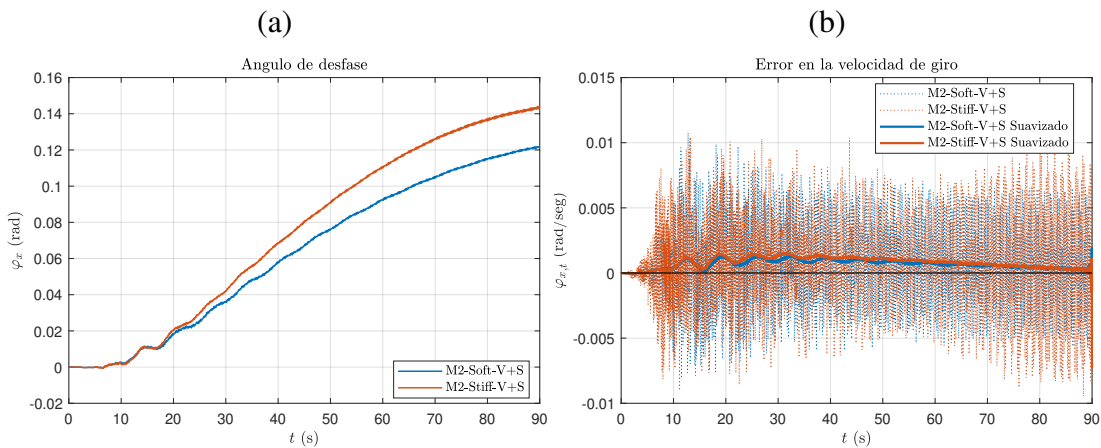 (a)
Angulo de desfase
0.16
0.14
0.12
0.1
0.08
0.06
0.04
0.02
0
-0.02
φx (rad)
0 10 20 30 40 50 60 70 80 90
t (s)
M2-Soft-V+S
M2-Stiff-V+S
(b)
Error en la velocidad de giro
0.015
0.01
0.005
0
-0.005
-0.01
φx,t (rad/seg)
0 10 20 30 40 50 60 70 80 90
t (s)
M2-Soft-V+S
M2-Stiff-V+S
M2-Soft-V+S Suavizado
M2-Stiff-V+S Suavizado